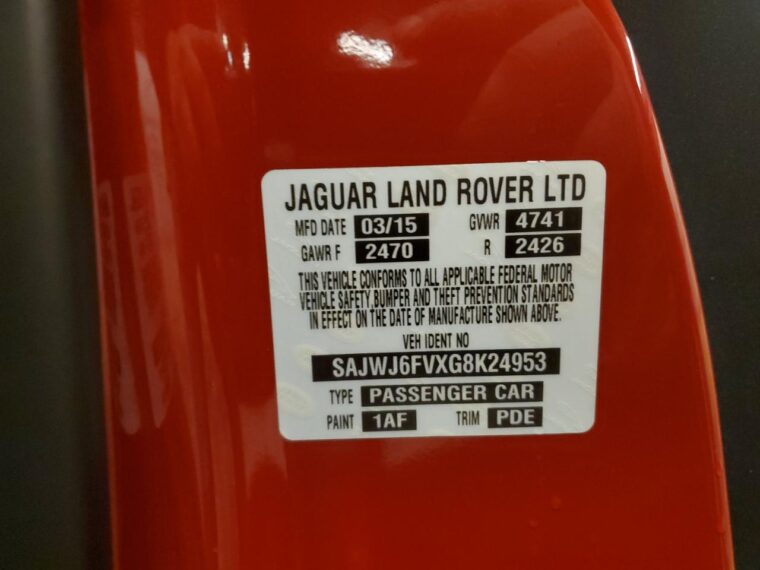 JAGUAR LAND ROVER LTD
MFD DATE 03/15 GVWR 4741
GAWR F 2470 R 2426
THIS VEHICLE CONFORMS TO ALL APPLICABLE FEDERAL MOTOR
VEHICLE SAFETY,BUMPER AND THEFT PREVENTION STANDARDS
IN EFFECT ON THE DATE OF MANUFACTURE SHOWN ABOVE.
VEH IDENT NO
SAJWJ6FVXG8K24953
TYPE PASSENGER CAR
PAINT 1AF TRIM PDE